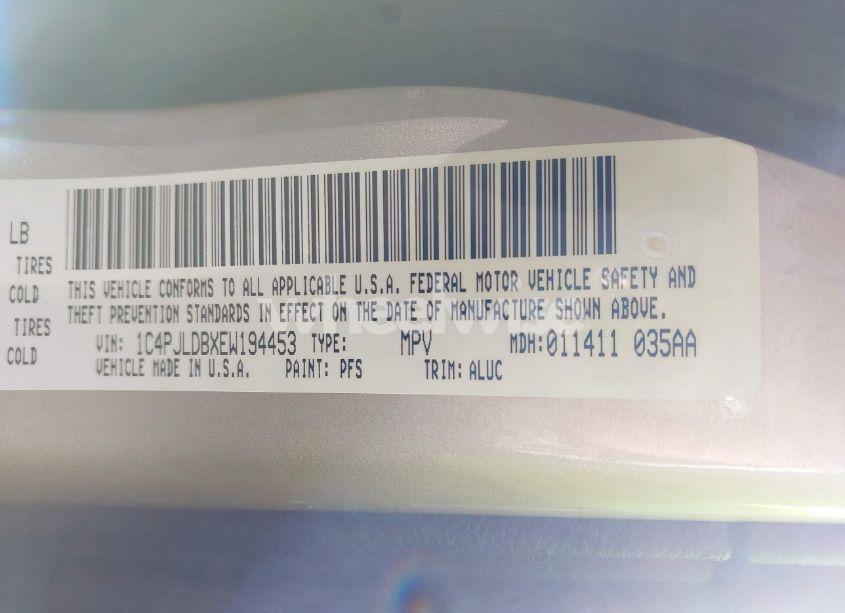 LB
TIRES
COLD
TIRES
COLD
THIS VEHICLE CONFORMS TO ALL APPLICABLE U.S.A. FEDERAL MOTOR VEHICLE SAFETY AND
THEFT PREVENTION STANDARDS IN EFFECT ON THE DATE OF MANUFACTURE SHOWN ABOVE.
VIN: 1C4PJLDBXEW194453 TYPE: MPV MDH:011411 035AA
VEHICLE MADE IN U.S.A. PAINT: PFS TRIM: ALUC